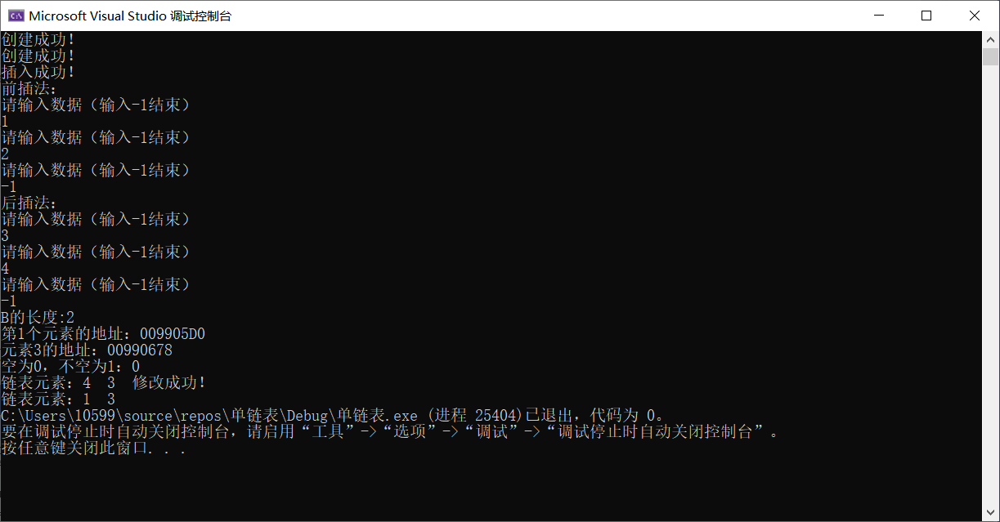 Microsoft Visual Studio 调试控制台
创建成功！
创建成功！
插入成功！
前插法：
请输入数据（输入-1结束）
1
请输入数据（输入-1结束）
2
请输入数据（输入-1结束）
-1
后插法：
请输入数据（输入-1结束）
3
请输入数据（输入-1结束）
4
请输入数据（输入-1结束）
-1
B的长度:2
第1个元素的地址：009905D0
元素3的地址：00990678
空为0，不空为1：0
链表元素：4  3  修改成功！
链表元素：1  3
C:\Users\10599\source\repos\单链表\Debug\单链表.exe (进程 25404)已退出，代码为 0。
要在调试停止时自动关闭控制台，请启用“工具”->“选项”->“调试”->“调试停止时自动关闭控制台”。
按任意键关闭此窗口. . .